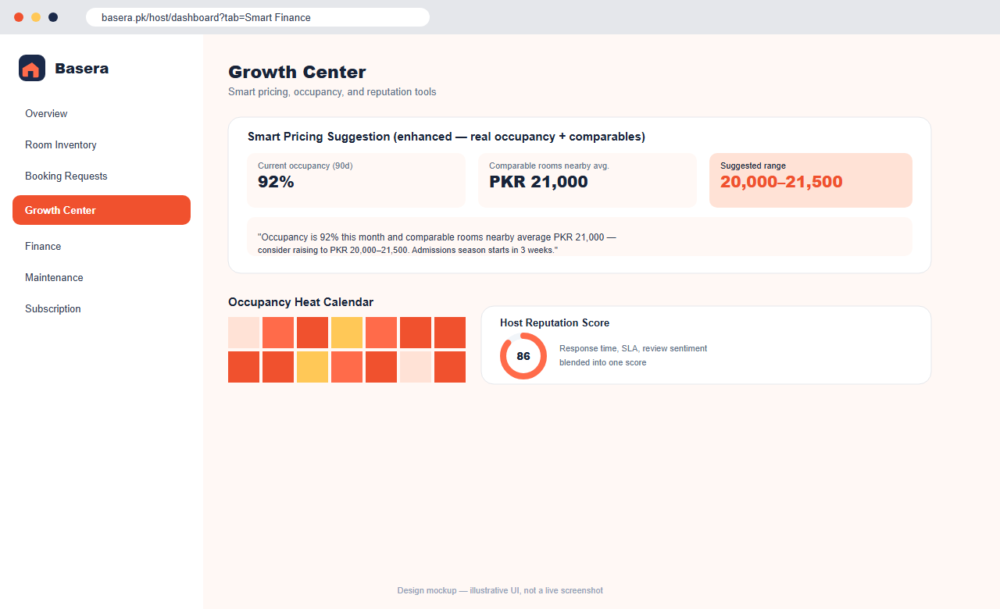 basera.pk/host/dashboard?tab=Smart Finance
Basera
Overview
Room Inventory
Booking Requests
Growth Center
Finance
Maintenance
Subscription
Growth Center
Smart pricing, occupancy, and reputation tools
Smart Pricing Suggestion (enhanced — real occupancy + comparables)
Current occupancy (90d)
92%
Comparable rooms nearby avg.
PKR 21,000
Suggested range
20,000–21,500
"Occupancy is 92% this month and comparable rooms nearby average PKR 21,000 —
consider raising to PKR 20,000–21,500. Admissions season starts in 3 weeks."
Occupancy Heat Calendar
Host Reputation Score
86
Response time, SLA, review sentiment
blended into one score
Design mockup — illustrative UI, not a live screenshot